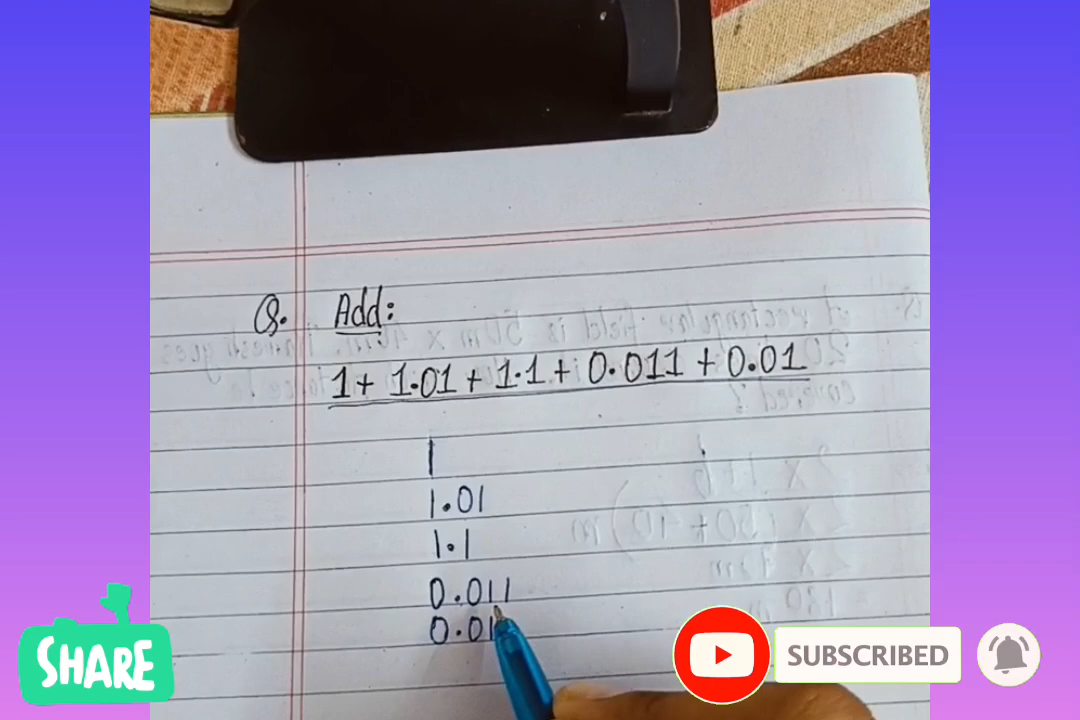 Q. Add:
1+ 1.01 + 1.1 + 0.011 + 0.01
1
1.01
1.1
0.011
0.01
SHARE
SUBSCRIBED